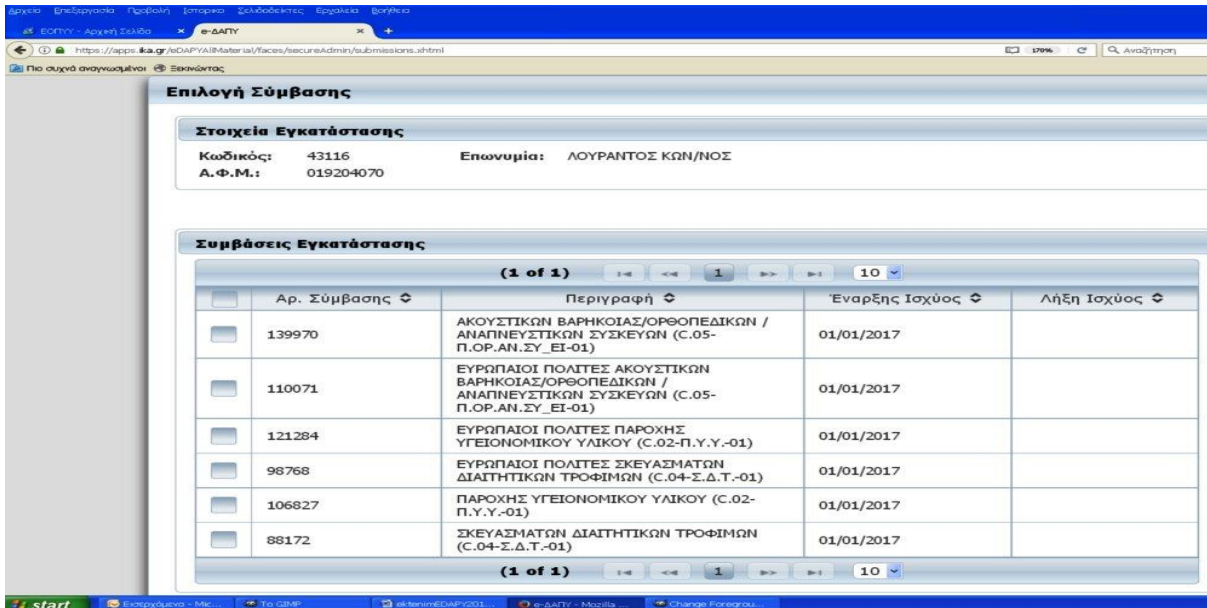 Αρχείο Επεξεργασία Προβολή Ιστορικό Σελιδοδείκτες Εργαλεία Βοήθεια
ΕΟΠΥΥ - Αρχική Σελίδα × e-ΔΑΠΥ × +
https://apps.ika.gr/eDAPYAllMaterial/faces/secureAdmin/submissions.xhtml 170% Αναζήτηση
Πιο συχνά αναγνωσμένοι Ξεκινώντας
Επιλογή Σύμβασης
Στοιχεία Εγκατάστασης
Κωδικός: 43116 Επωνυμία: ΛΟΥΡΑΝΤΟΣ ΚΩΝ/ΝΟΣ
Α.Φ.Μ.: 019204070
Συμβάσεις Εγκατάστασης
(1 of 1) 1 10
Αρ. Σύμβασης Περιγραφή Έναρξης Ισχύος Λήξη Ισχύος
ΑΚΟΥΣΤΙΚΩΝ ΒΑΡΗΚΟΙΑΣ/ΟΡΘΟΠΕΔΙΚΩΝ /
139970 ΑΝΑΠΝΕΥΣΤΙΚΩΝ ΣΥΣΚΕΥΩΝ (C.05- 01/01/2017
Π.ΟΡ.ΑΝ.ΣΥ_ΕΙ-01)
ΕΥΡΩΠΑΙΟΙ ΠΟΛΙΤΕΣ ΑΚΟΥΣΤΙΚΩΝ
ΒΑΡΗΚΟΙΑΣ/ΟΡΘΟΠΕΔΙΚΩΝ /
110071 ΑΝΑΠΝΕΥΣΤΙΚΩΝ ΣΥΣΚΕΥΩΝ (C.05- 01/01/2017
Π.ΟΡ.ΑΝ.ΣΥ_ΕΙ-01)
121284 ΕΥΡΩΠΑΙΟΙ ΠΟΛΙΤΕΣ ΠΑΡΟΧΗΣ 01/01/2017
ΥΓΕΙΟΝΟΜΙΚΟΥ ΥΛΙΚΟΥ (C.02-Π.Υ.Υ.-01)
98768 ΕΥΡΩΠΑΙΟΙ ΠΟΛΙΤΕΣ ΣΚΕΥΑΣΜΑΤΩΝ 01/01/2017
ΔΙΑΙΤΗΤΙΚΩΝ ΤΡΟΦΙΜΩΝ (C.04-Σ.Δ.Τ.-01)
106827 ΠΑΡΟΧΗΣ ΥΓΕΙΟΝΟΜΙΚΟΥ ΥΛΙΚΟΥ (C.02- 01/01/2017
Π.Υ.Υ.-01)
88172 ΣΚΕΥΑΣΜΑΤΩΝ ΔΙΑΙΤΗΤΙΚΩΝ ΤΡΟΦΙΜΩΝ 01/01/2017
(C.04-Σ.Δ.Τ.-01)
(1 of 1) 1 10
start Εισερχόμενα - Mic... Το GIMP ektenimEDAPY201... e-ΔΑΠΥ - Mozilla ... Change Foregrou...